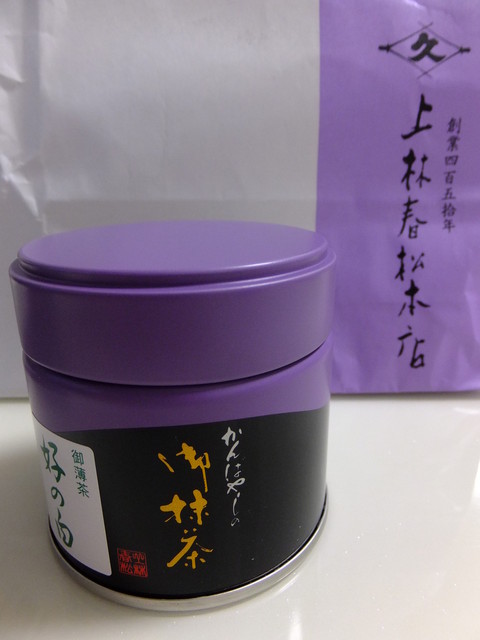 久
創業四百五拾年
上林春松本店
かんばやしの
御抹茶
御薄茶
好の白